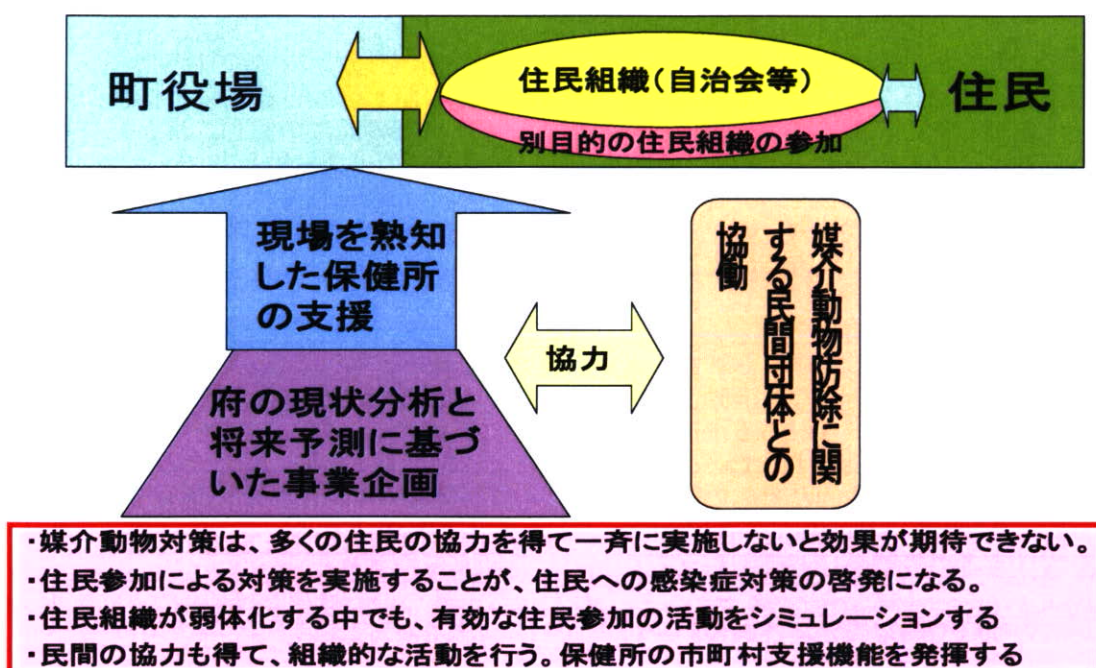 町役場
住民組織(自治会等)
別目的の住民組織の参加
住民
現場を熟知
した保健所
の支援
府の現状分析と
将来予測に基づ
いた事業企画
協力
媒介動物防除に関
する民間団体との
協働
・媒介動物対策は、多くの住民の協力を得て一斉に実施しないと効果が期待できない。
・住民参加による対策を実施することが、住民への感染症対策の啓発になる。
・住民組織が弱体化する中でも、有効な住民参加の活動をシミュレーションする
・民間の協力も得て、組織的な活動を行う。保健所の市町村支援機能を発揮する